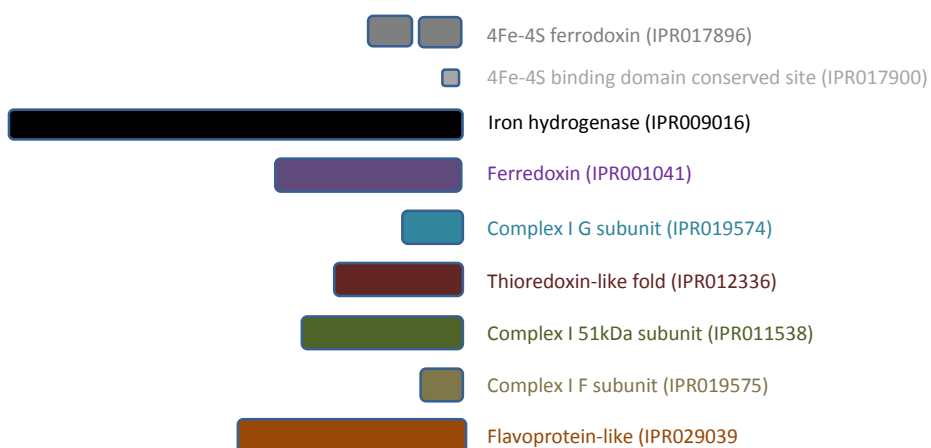 4Fe-4S ferrodoxin (IPR017896)
4Fe-4S binding domain conserved site (IPR017900)
Iron hydrogenase (IPR009016)
Ferredoxin (IPR001041)
Complex I G subunit (IPR019574)
Thioredoxin-like fold (IPR012336)
Complex I 51kDa subunit (IPR011538)
Complex I F subunit (IPR019575)
Flavoprotein-like (IPR029039